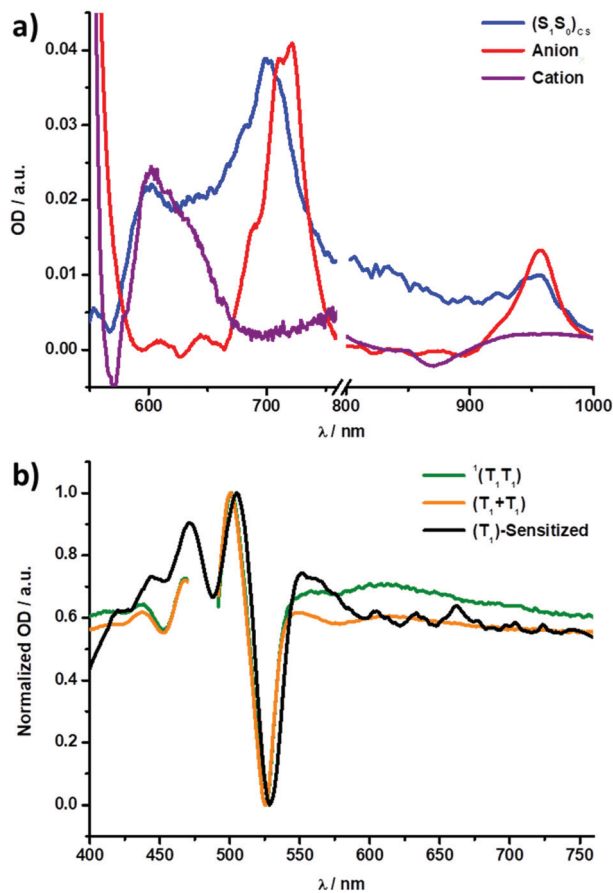 a)
(S₁S₀)CS
Anion
Cation
OD / a.u.
0.04
0.03
0.02
0.01
0.00
600 700 800 900 1000
λ / nm
b)
¹(T₁T₁)
(T₁+T₁)
(T₁)-Sensitized
Normalized OD / a.u.
1.0
0.8
0.6
0.4
0.2
0.0
400 450 500 550 600 650 700 750
λ / nm